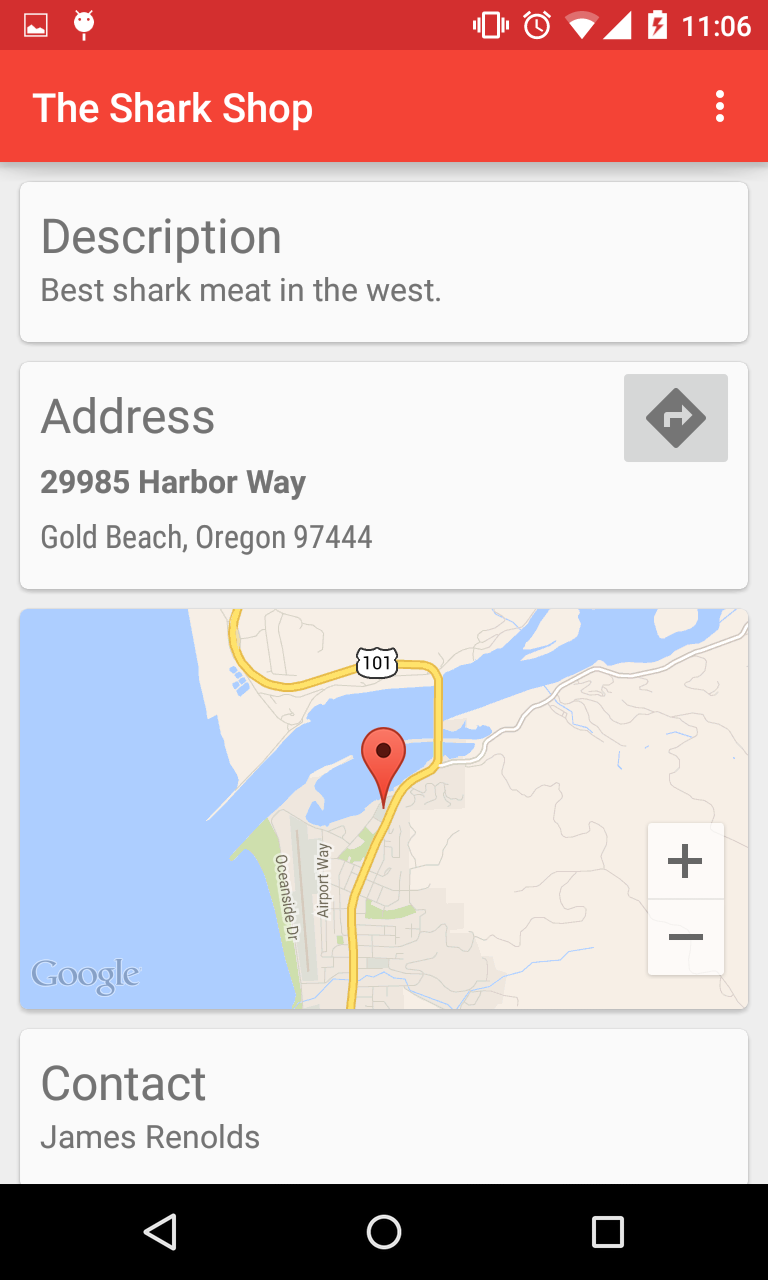 11:06
The Shark Shop
Description
Best shark meat in the west.
Address
29985 Harbor Way
Gold Beach, Oregon 97444
101
Oceanside Dr
Airport Way
+
−
Google
Contact
James Renolds